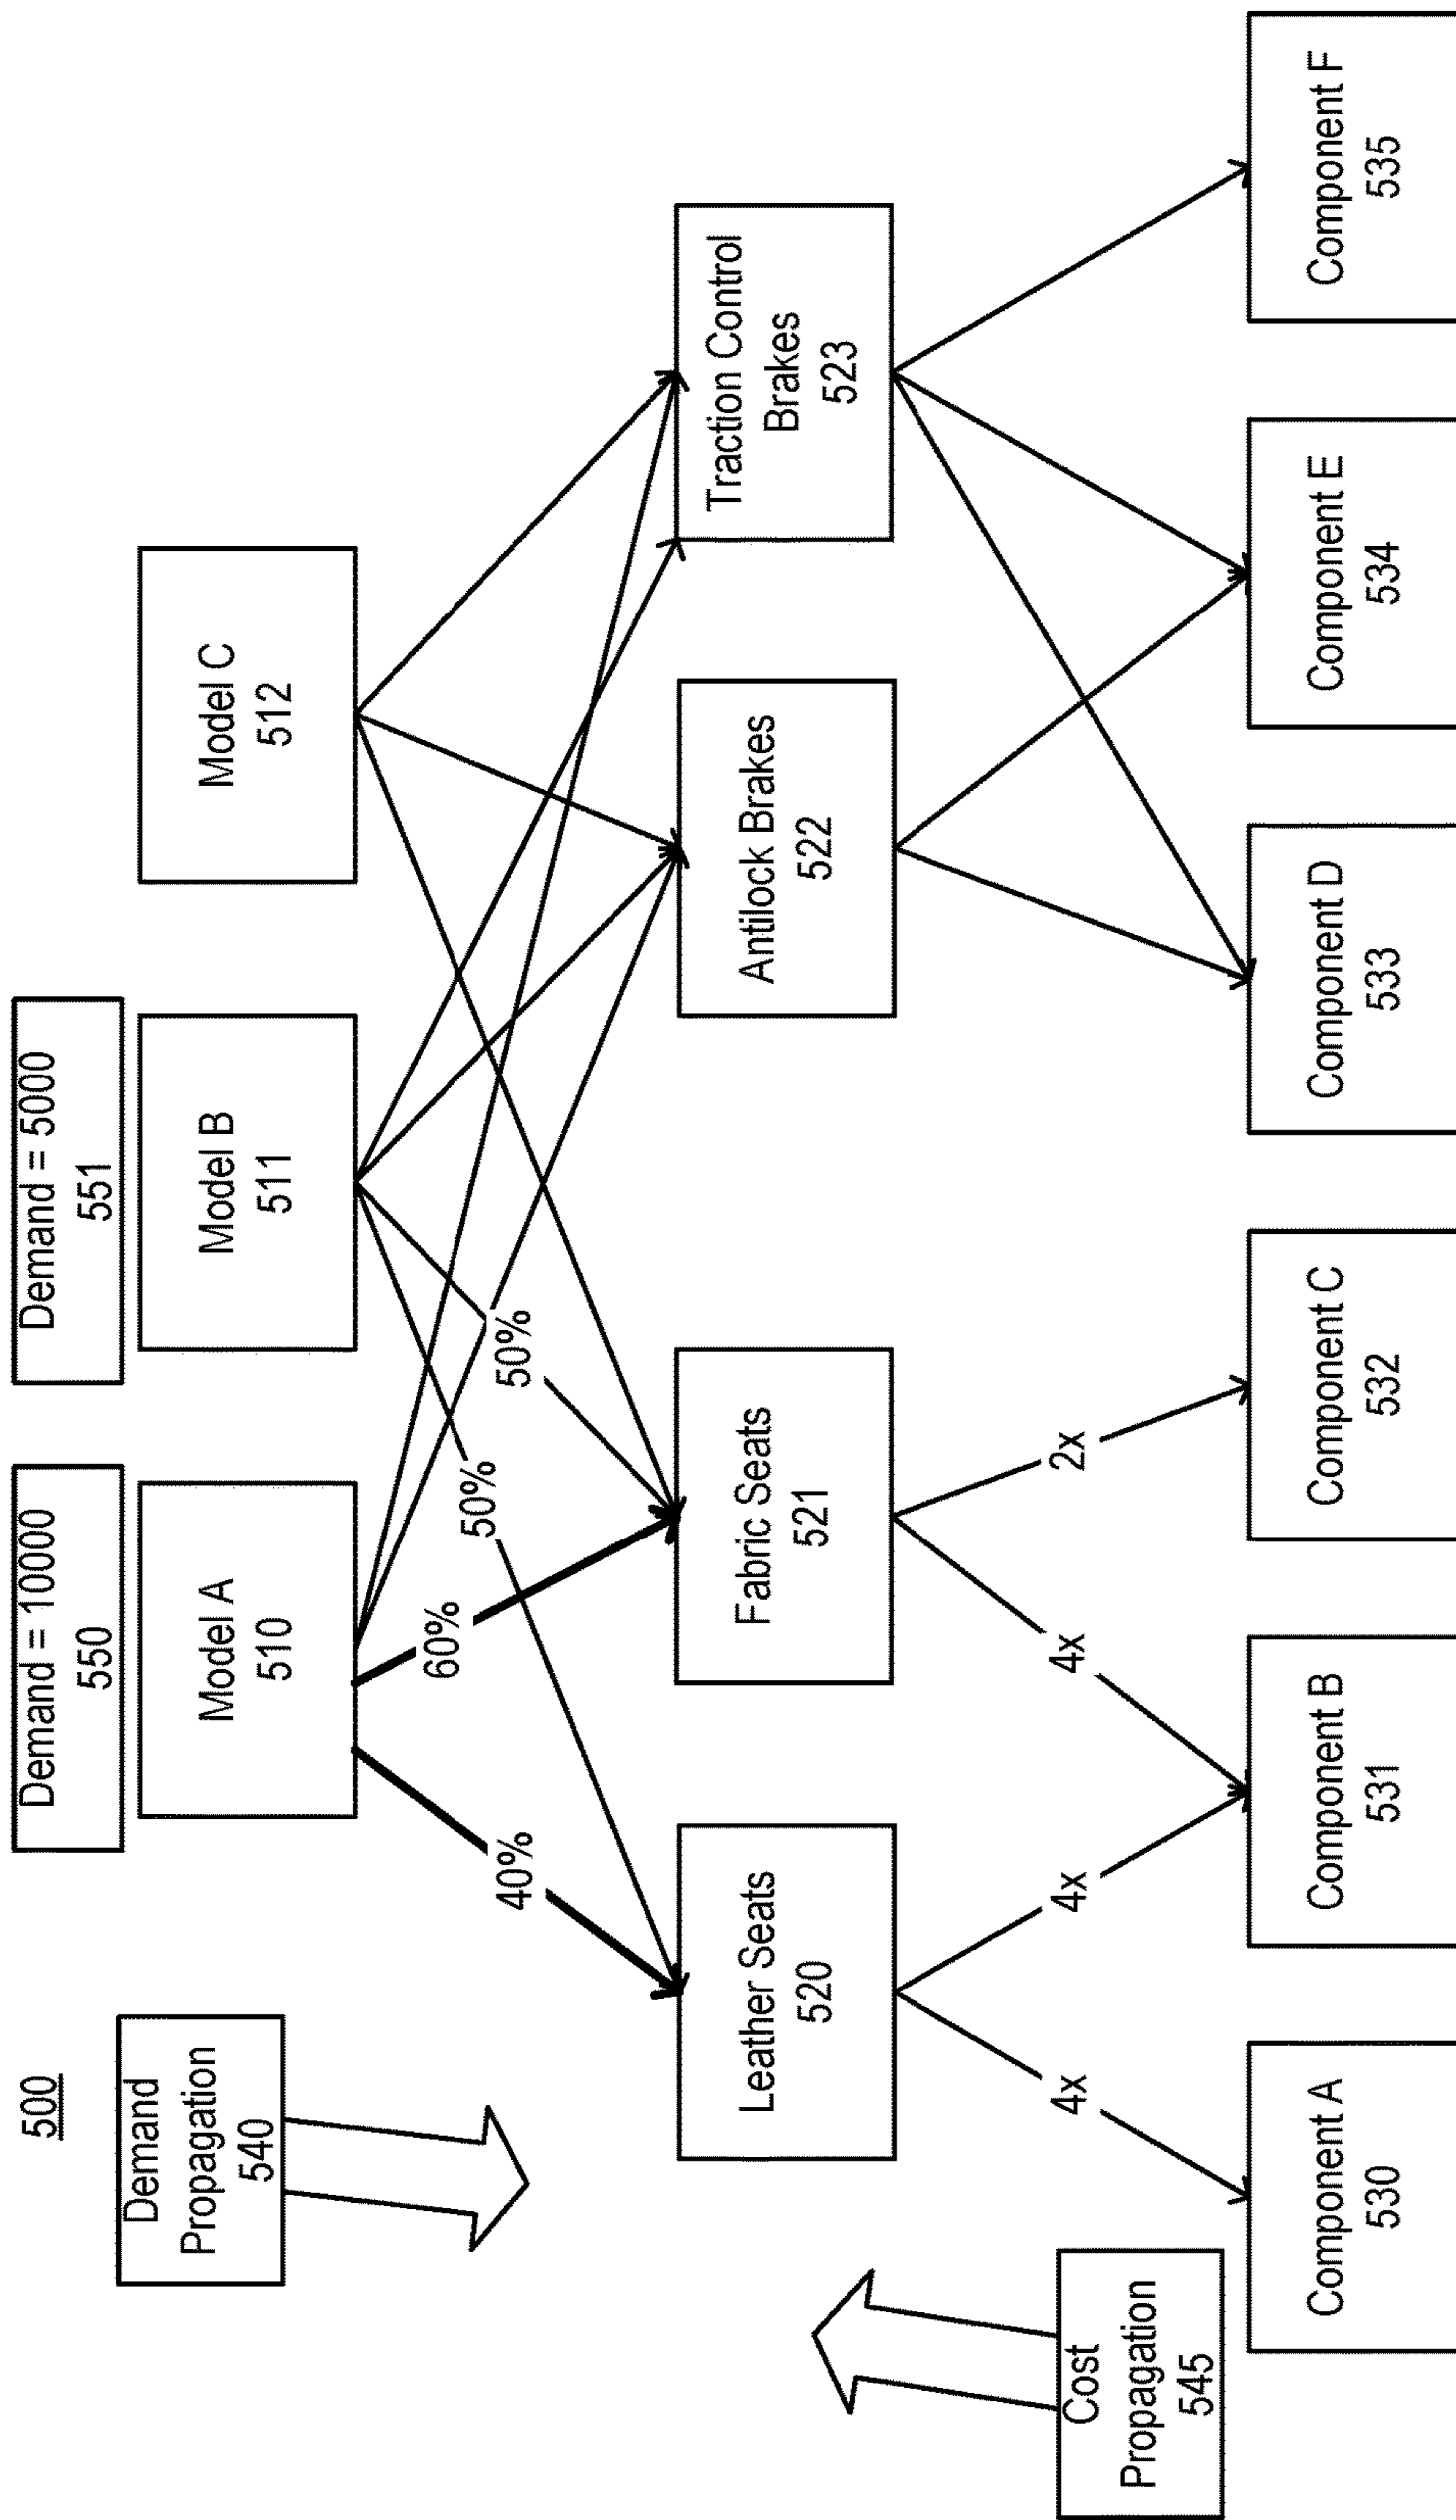 500
Demand
Propagation
540
Demand = 10000
550
Demand = 5000
551
Model A
510
Model B
511
Model C
512
40%
60%
50%
50%
Leather Seats
520
Fabric Seats
521
Antilock Brakes
522
Traction Control
Brakes
523
4x
4x
4x
2x
Cost
Propagation
545
Component A
530
Component B
531
Component C
532
Component D
533
Component E
534
Component F
535